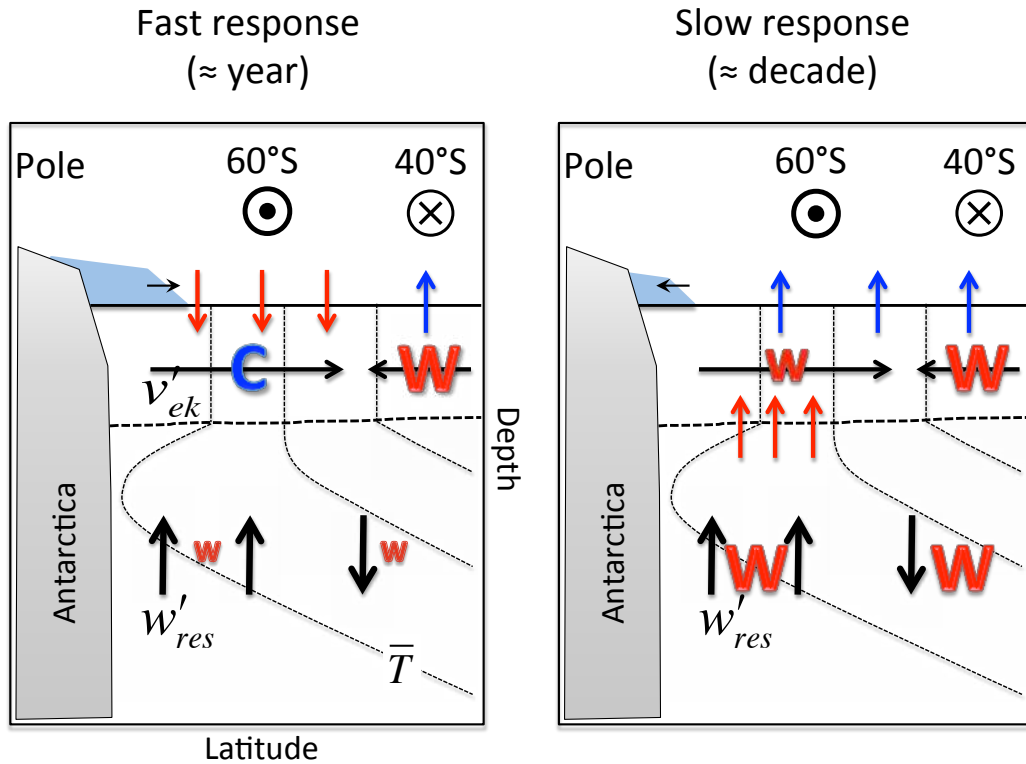 Fast response
(≈ year)
Slow response
(≈ decade)
Pole
60°S
40°S
C
W
v'ek
w
w
w'res
T̅
Antarctica
Depth
Latitude
Pole
60°S
40°S
w
W
W
W
w'res
Antarctica